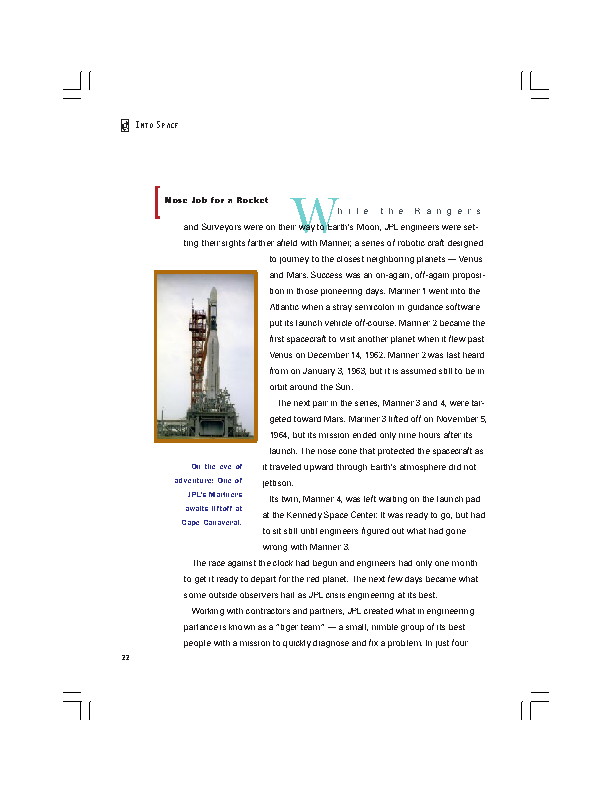 INTO SPACE
Nose Job for a Rocket
While the Rangers
and Surveyors were on their way to Earth's Moon, JPL engineers were set-
ting their sights farther afield with Mariner, a series of robotic craft designed
to journey to the closest neighboring planets — Venus
and Mars. Success was an on-again, off-again proposi-
tion in those pioneering days. Mariner 1 went into the
Atlantic when a stray semicolon in guidance software
put its launch vehicle off-course. Mariner 2 became the
first spacecraft to visit another planet when it flew past
Venus on December 14, 1962. Mariner 2 was last heard
from on January 3, 1963, but it is assumed still to be in
orbit around the Sun.
The next pair in the series, Mariner 3 and 4, were tar-
geted toward Mars. Mariner 3 lifted off on November 5,
1964, but its mission ended only nine hours after its
launch. The nose cone that protected the spacecraft as
it traveled upward through Earth's atmosphere did not
jettison.
Its twin, Mariner 4, was left waiting on the launch pad
at the Kennedy Space Center. It was ready to go, but had
to sit still until engineers figured out what had gone
wrong with Mariner 3.
On the eve of
adventure: One of
JPL's Mariners
awaits liftoff at
Cape Canaveral.
The race against the clock had begun and engineers had only one month
to get it ready to depart for the red planet. The next few days became what
some outside observers hail as JPL crisis engineering at its best.
Working with contractors and partners, JPL created what in engineering
parlance is known as a "tiger team" — a small, nimble group of its best
people with a mission to quickly diagnose and fix a problem. In just four
22